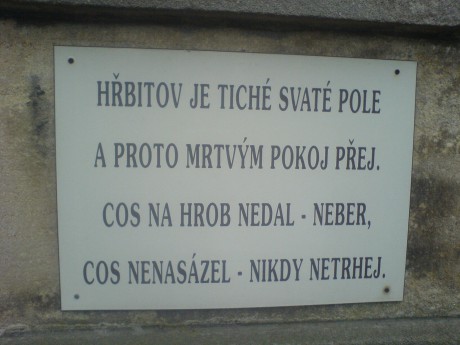 HŘBITOV JE TICHÉ SVATÉ POLE
A PROTO MRTVÝM POKOJ PŘEJ.
COS NA HROB NEDAL - NEBER,
COS NENASÁZEL - NIKDY NETRHEJ.